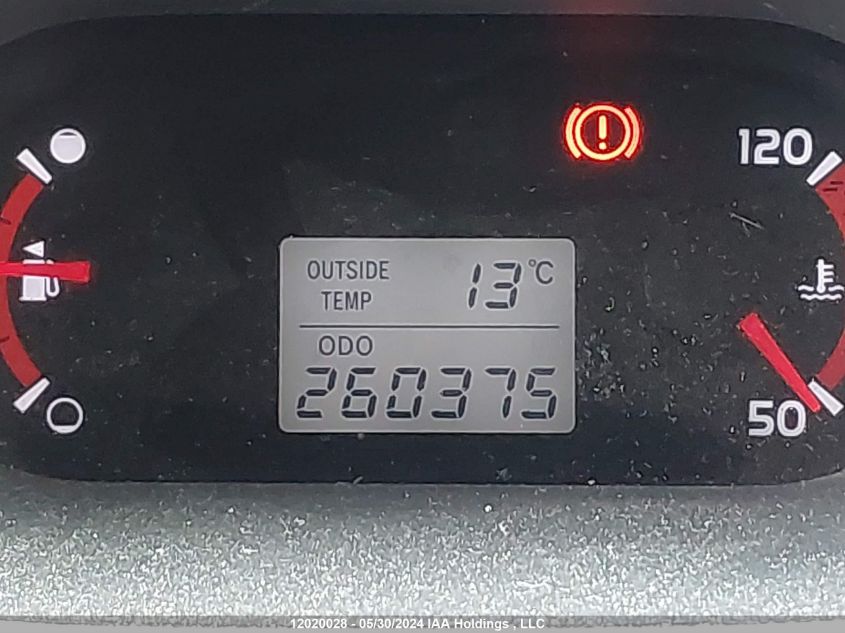 120
OUTSIDE 13°C
TEMP
ODO
260375
50
12020028 - 05/30/2024 IAA Holdings , LLC